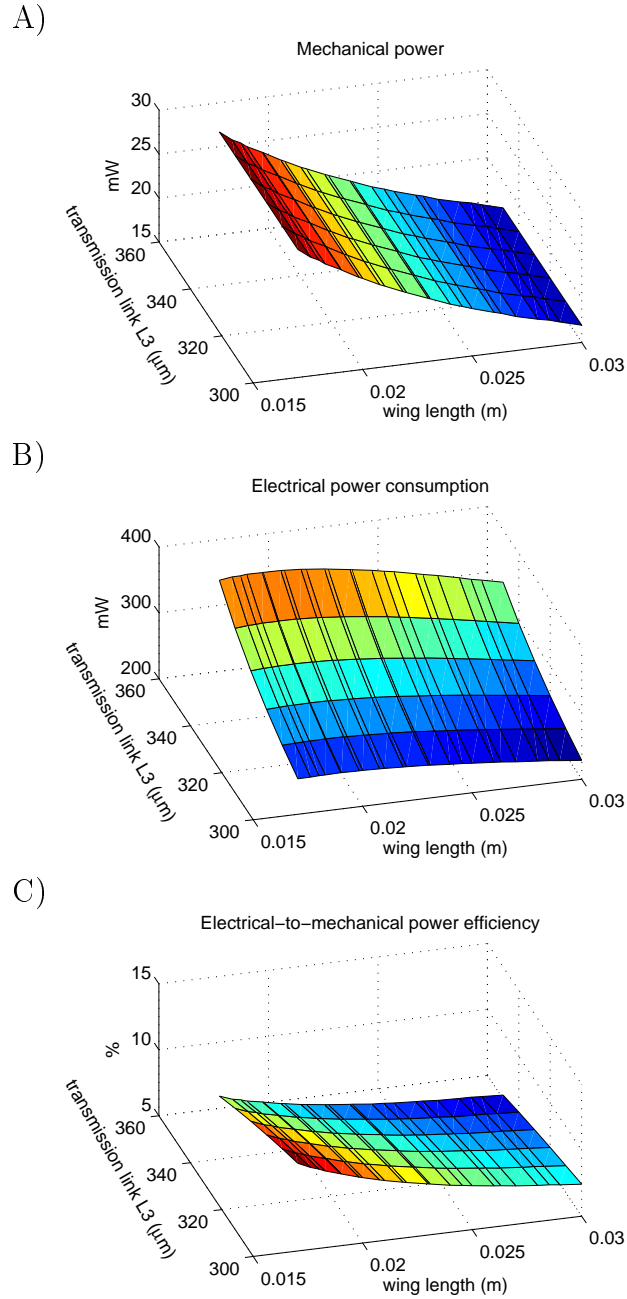 A)
Mechanical power
30
25
20
15
mW
360
340
320
300
transmission link L3 (μm)
0.015
0.02
0.025
0.03
wing length (m)
B)
Electrical power consumption
400
300
200
mW
360
340
320
300
transmission link L3 (μm)
0.015
0.02
0.025
0.03
wing length (m)
C)
Electrical−to−mechanical power efficiency
15
10
5
%
360
340
320
300
transmission link L3 (μm)
0.015
0.02
0.025
0.03
wing length (m)